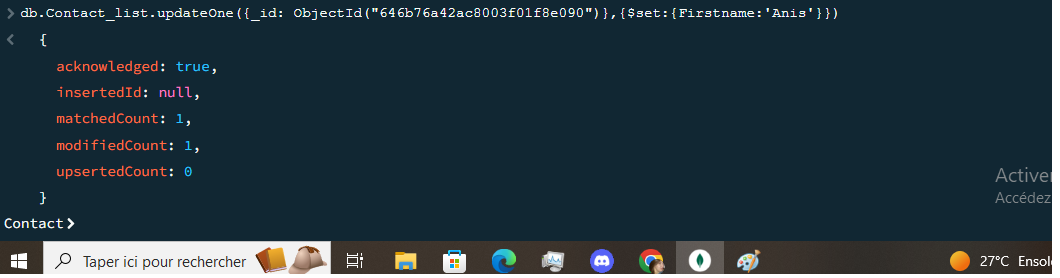 > db.Contact_list.updateOne({_id: ObjectId("646b76a42ac8003f01f8e090")},{$set:{Firstname:'Anis'}})
< {
acknowledged: true,
insertedId: null,
matchedCount: 1,
modifiedCount: 1,
upsertedCount: 0
}
Activer
Accédez
Contact>
Taper ici pour rechercher
27°C Ensol